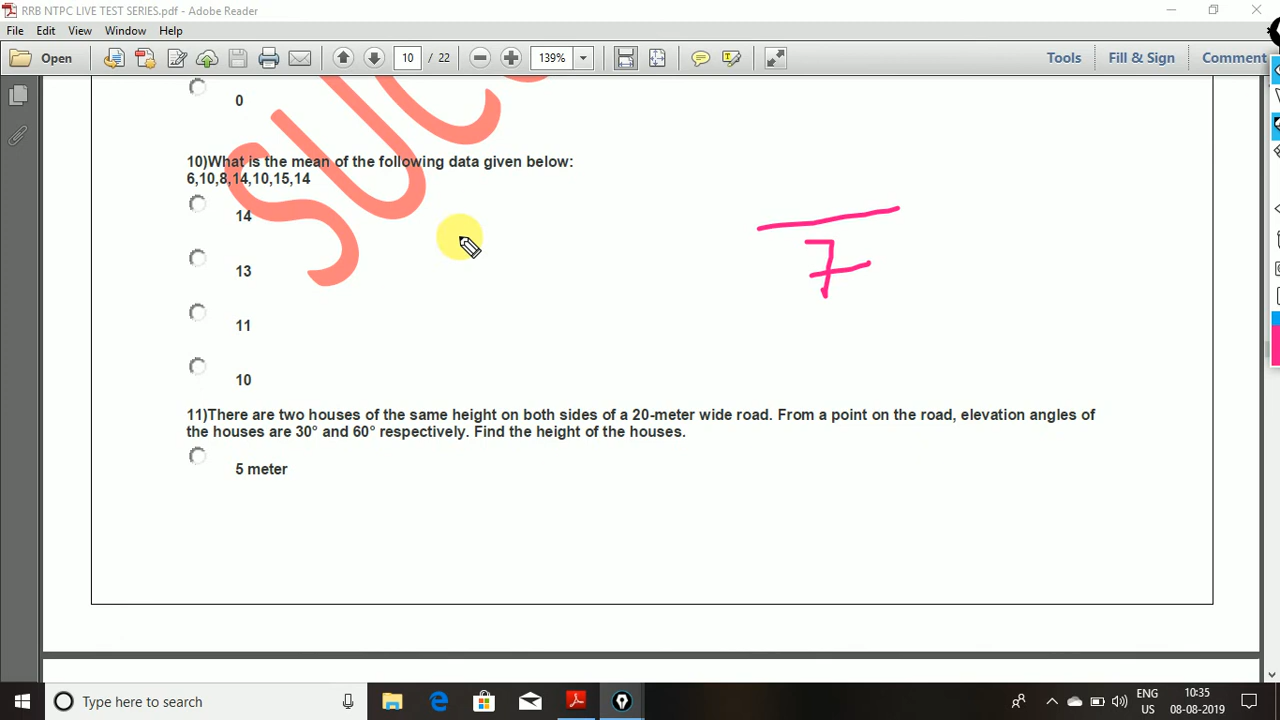 RRB NTPC LIVE TEST SERIES.pdf - Adobe Reader
File Edit View Window Help
Open 10 / 22 139% Tools Fill & Sign Comment
SUC
0
10)What is the mean of the following data given below:
6,10,8,14,10,15,14
14
7
13
11
10
11)There are two houses of the same height on both sides of a 20-meter wide road. From a point on the road, elevation angles of
the houses are 30° and 60° respectively. Find the height of the houses.
5 meter
Type here to search
ENG
US
10:35
08-08-2019